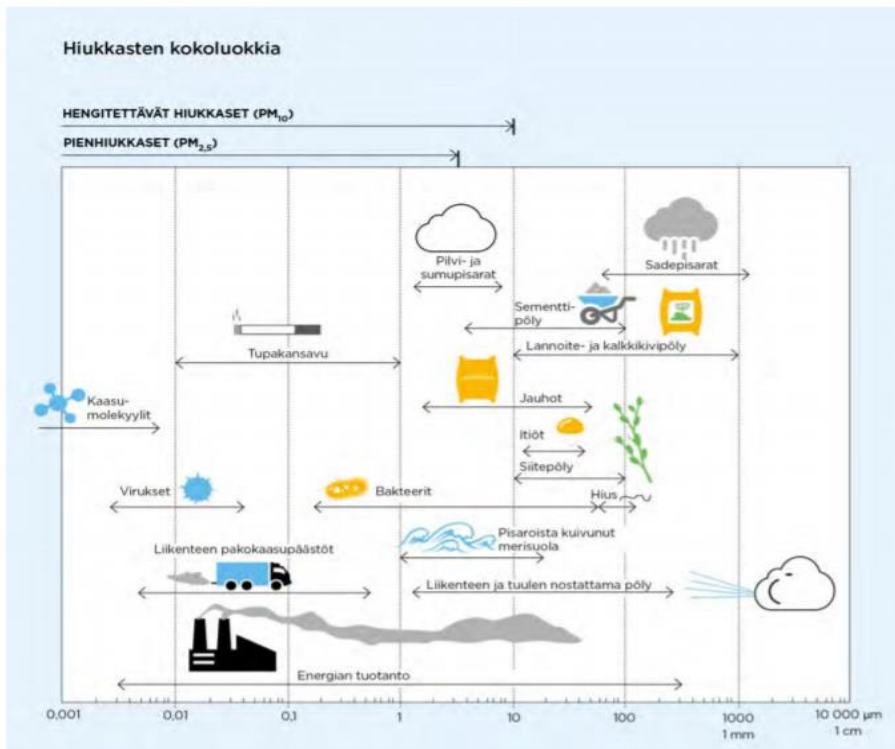 Hiukkasten kokoluokkia
HENGITETTÄVÄT HIUKKASET (PM10)
PIENHIUKKASET (PM2,5)
Pilvi- ja
sumupisarat
Sadepisarat
Sementti-
pöly
Tupakansavu
Lannoite- ja kalkkikivipöly
Kaasu-
molekyylit
Jauhot
Itiöt
Siitepöly
Virukset
Bakteerit
Hius
Pisaroista kuivunut
merisuola
Liikenteen pakokaasupäästöt
Liikenteen ja tuulen nostattama pöly
Energian tuotanto
0,001 0,01 0,1 1 10 100 1000 10 000 µm
1 mm 1 cm